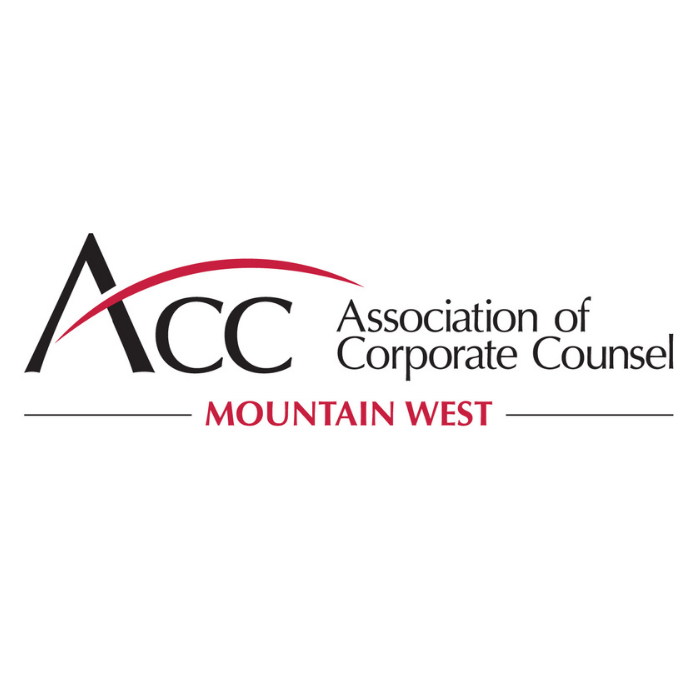 ACC
Association of
Corporate Counsel
MOUNTAIN WEST